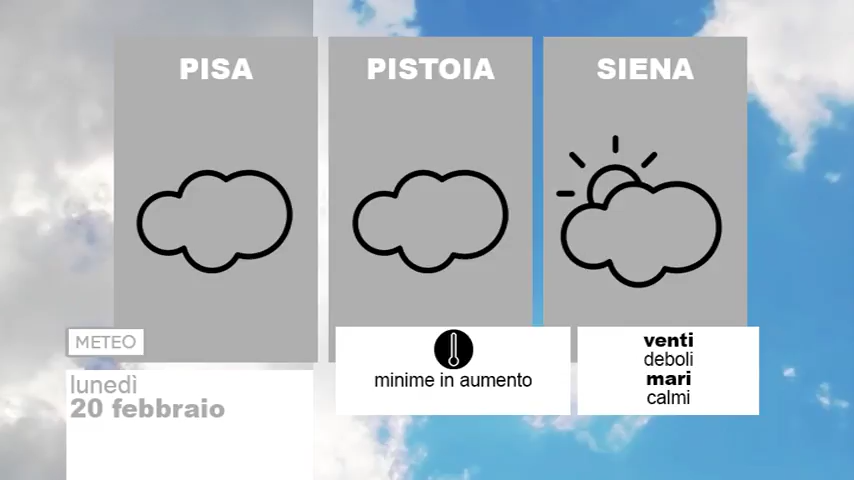 PISA
PISTOIA
SIENA
METEO
lunedì
20 febbraio
minime in aumento
venti
deboli
mari
calmi